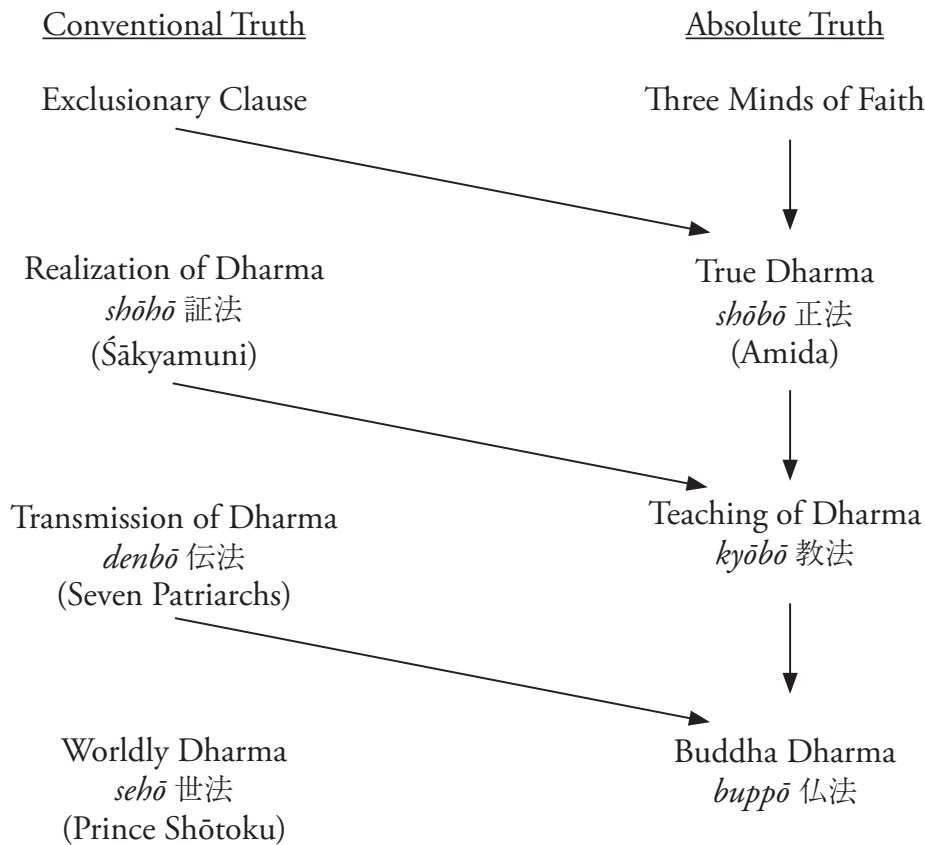 Conventional Truth
Absolute Truth
Exclusionary Clause
Three Minds of Faith
Realization of Dharma
shōhō 証法
(Śākyamuni)
True Dharma
shōbō 正法
(Amida)
Transmission of Dharma
denbō 伝法
(Seven Patriarchs)
Teaching of Dharma
kyōbō 教法
Worldly Dharma
sehō 世法
(Prince Shōtoku)
Buddha Dharma
buppō 仏法